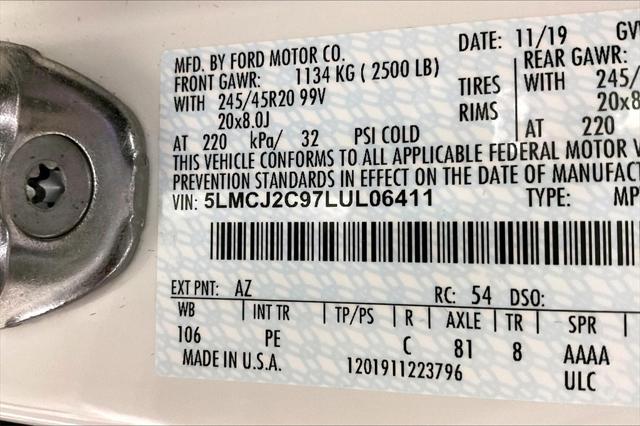 MFD. BY FORD MOTOR CO. DATE: 11/19 GV
FRONT GAWR: 1134 KG ( 2500 LB) REAR GAWR:
WITH 245/45R20 99V TIRES WITH 245/
20x8.0J RIMS 20x8
AT 220 kPa/ 32 PSI COLD AT 220
THIS VEHICLE CONFORMS TO ALL APPLICABLE FEDERAL MOTOR V
PREVENTION STANDARDS IN EFFECT ON THE DATE OF MANUFACT
VIN: 5LMCJ2C97LUL06411 TYPE: MP
EXT PNT: AZ RC: 54 DSO:
WB INT TR TP/PS R AXLE TR SPR
106 PE C 81 8 AAAA
MADE IN U.S.A. 1201911223796 ULC